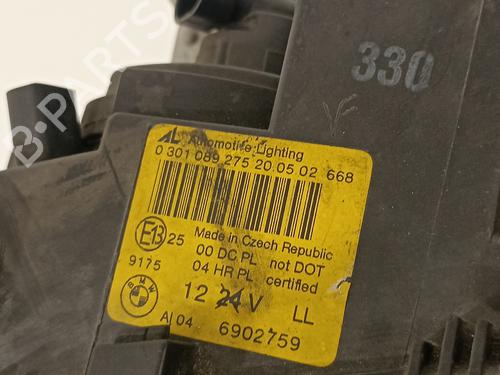 330
AL Automotive Lighting
0 301 089 275 20.05.02 668
E13 25
Made in Czech Republic
00 DC PL not DOT
9175
04 HR PL certified
BMW
12 24 V LL
AI 04 6902759
B-PARTS